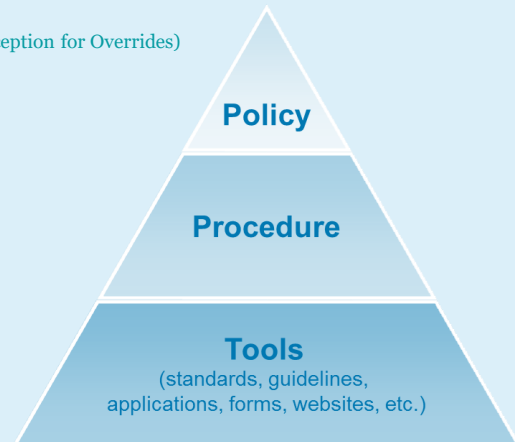 eption for Overrides)
Policy
Procedure
Tools
(standards, guidelines,
applications, forms, websites, etc.)